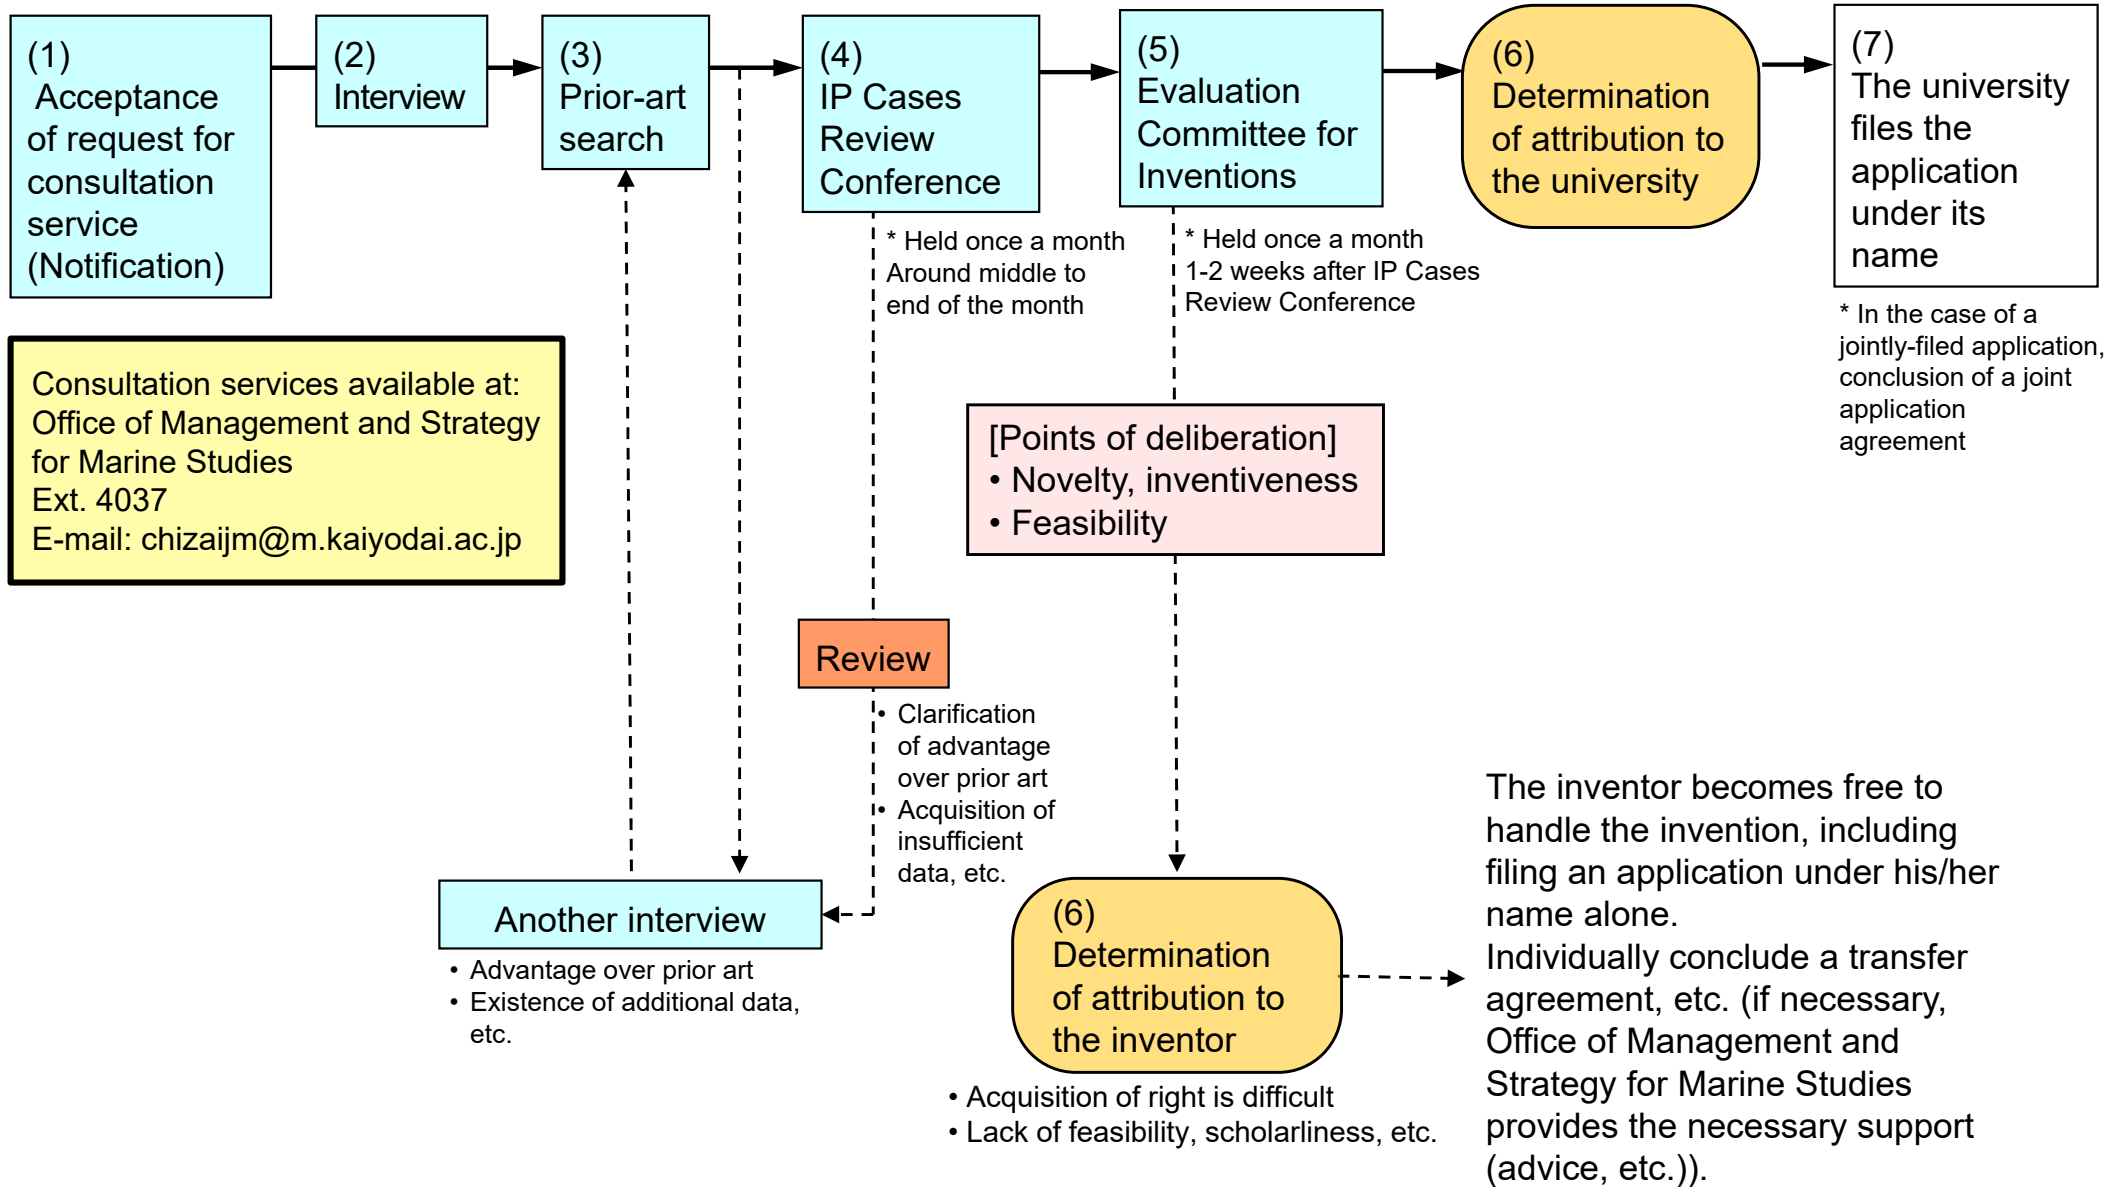 (1)
Acceptance
of request for
consultation
service
(Notification)
(2)
Interview
(3)
Prior-art
search
(4)
IP Cases
Review
Conference
(5)
Evaluation
Committee for
Inventions
(6)
Determination
of attribution to
the university
(7)
The university
files the
application
under its
name
* Held once a month
Around middle to
end of the month
* Held once a month
1-2 weeks after IP Cases
Review Conference
* In the case of a
jointly-filed application,
conclusion of a joint
application
agreement
Consultation services available at:
Office of Management and Strategy
for Marine Studies
Ext. 4037
E-mail: chizaijm@m.kaiyodai.ac.jp
[Points of deliberation]
• Novelty, inventiveness
• Feasibility
Review
• Clarification
of advantage
over prior art
• Acquisition of
insufficient
data, etc.
Another interview
• Advantage over prior art
• Existence of additional data,
etc.
(6)
Determination
of attribution to
the inventor
• Acquisition of right is difficult
• Lack of feasibility, scholarliness, etc.
The inventor becomes free to
handle the invention, including
filing an application under his/her
name alone.
Individually conclude a transfer
agreement, etc. (if necessary,
Office of Management and
Strategy for Marine Studies
provides the necessary support
(advice, etc.)).